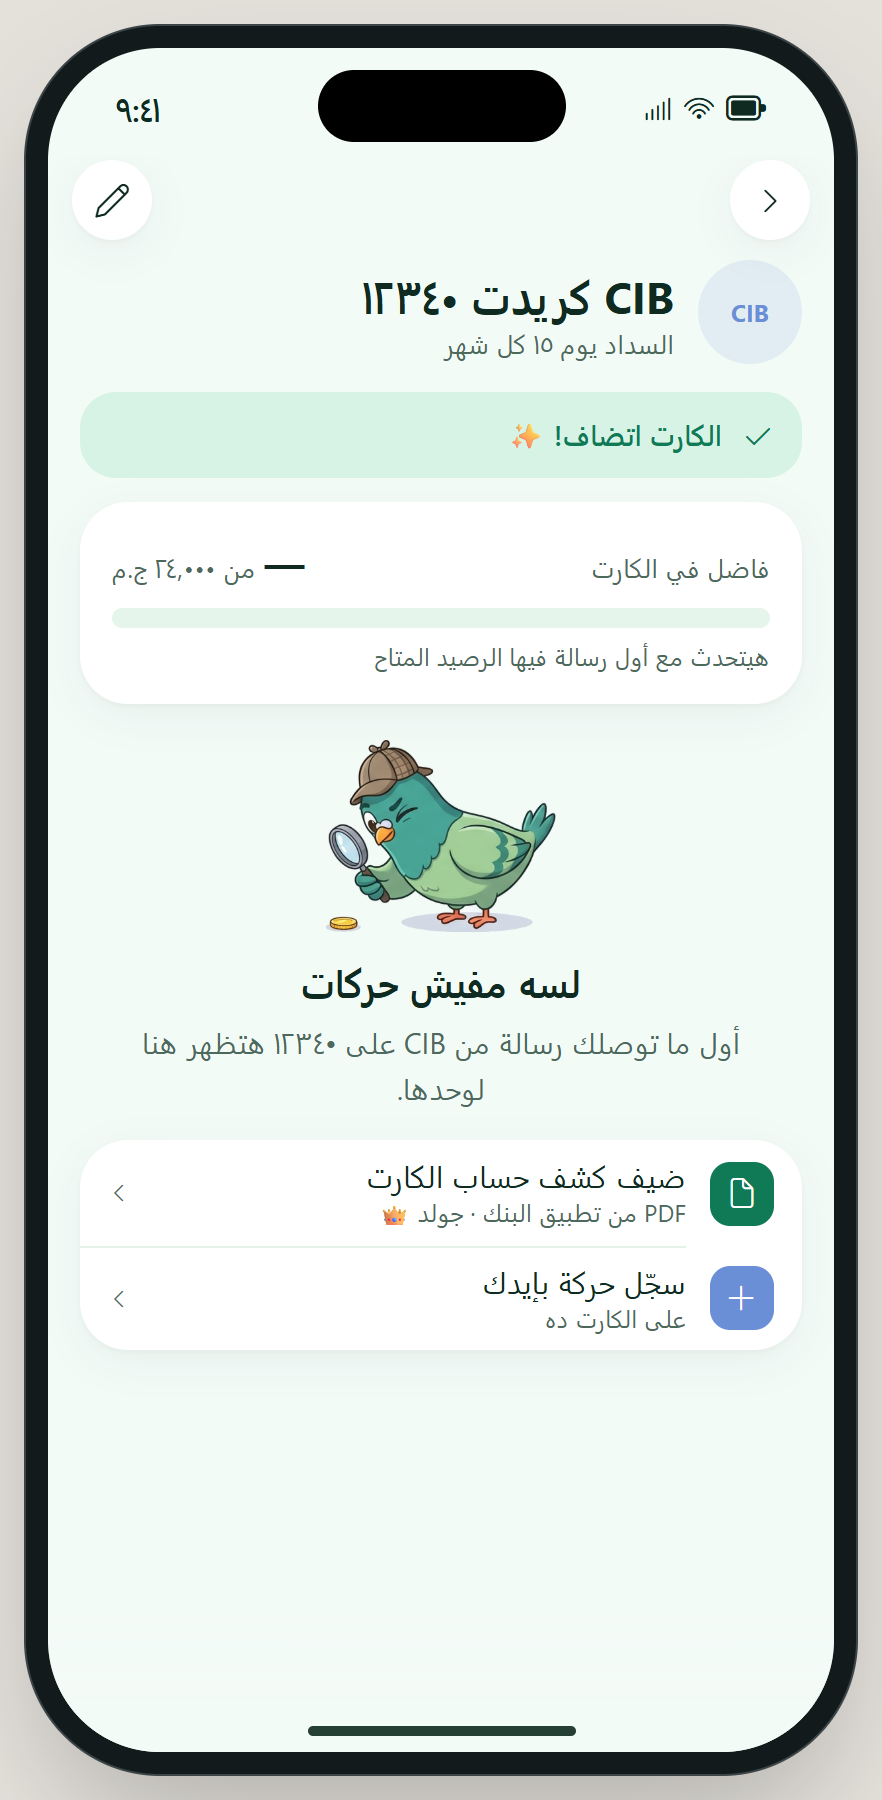 ٩:٤١
CIB كريدت •١٢٣٤
CIB
السداد يوم ١٥ كل شهر
الكارت اتضاف! ✨
فاضل في الكارت
— من ٢٤,٠٠٠ ج.م
هيتحدث مع أول رسالة فيها الرصيد المتاح
لسه مفيش حركات
أول ما توصلك رسالة من CIB على •١٢٣٤ هتظهر هنا
لوحدها.
ضيف كشف حساب الكارت
PDF من تطبيق البنك · جولد 👑
سجّل حركة بإيدك
على الكارت ده